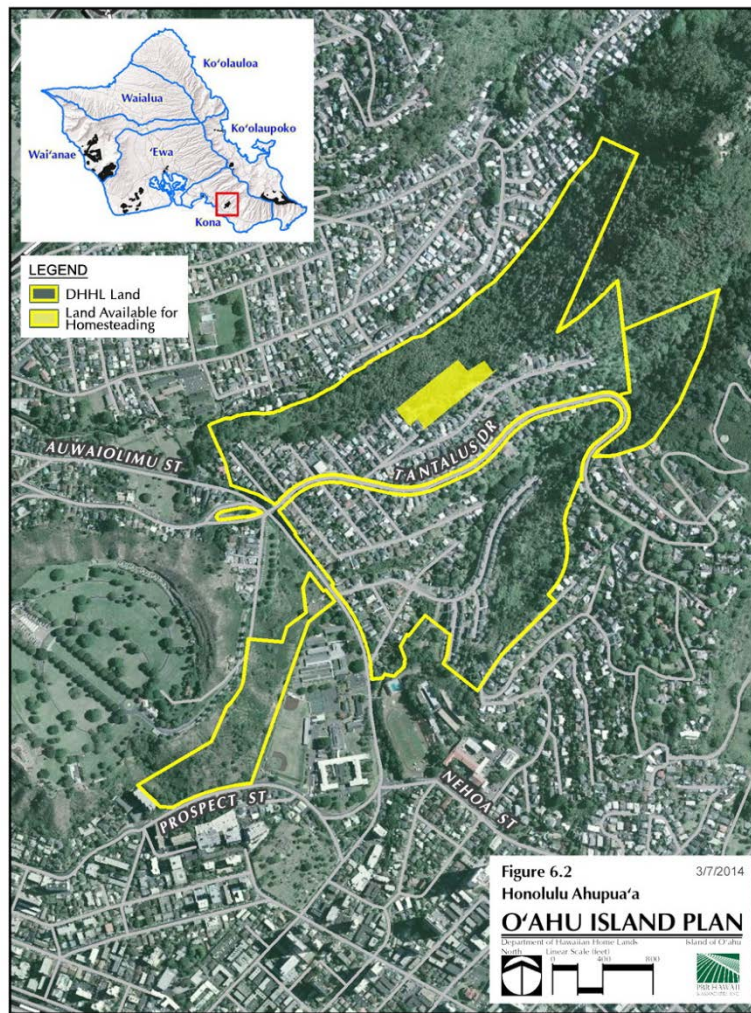 Koʻolauloa
Waialua
Koʻolaupoko
Waiʻanae
ʻEwa
Kona
LEGEND
DHHL Land
Land Available for
Homesteading
AUWAIOLIMU ST
TANTALUS DR
PROSPECT ST
NEHOA ST
Figure 6.2
3/7/2014
Honolulu Ahupuaʻa
OʻAHU ISLAND PLAN
Department of Hawaiian Home Lands
Island of Oʻahu
North
Linear Scale (feet)
0 400 800
PBR HAWAII